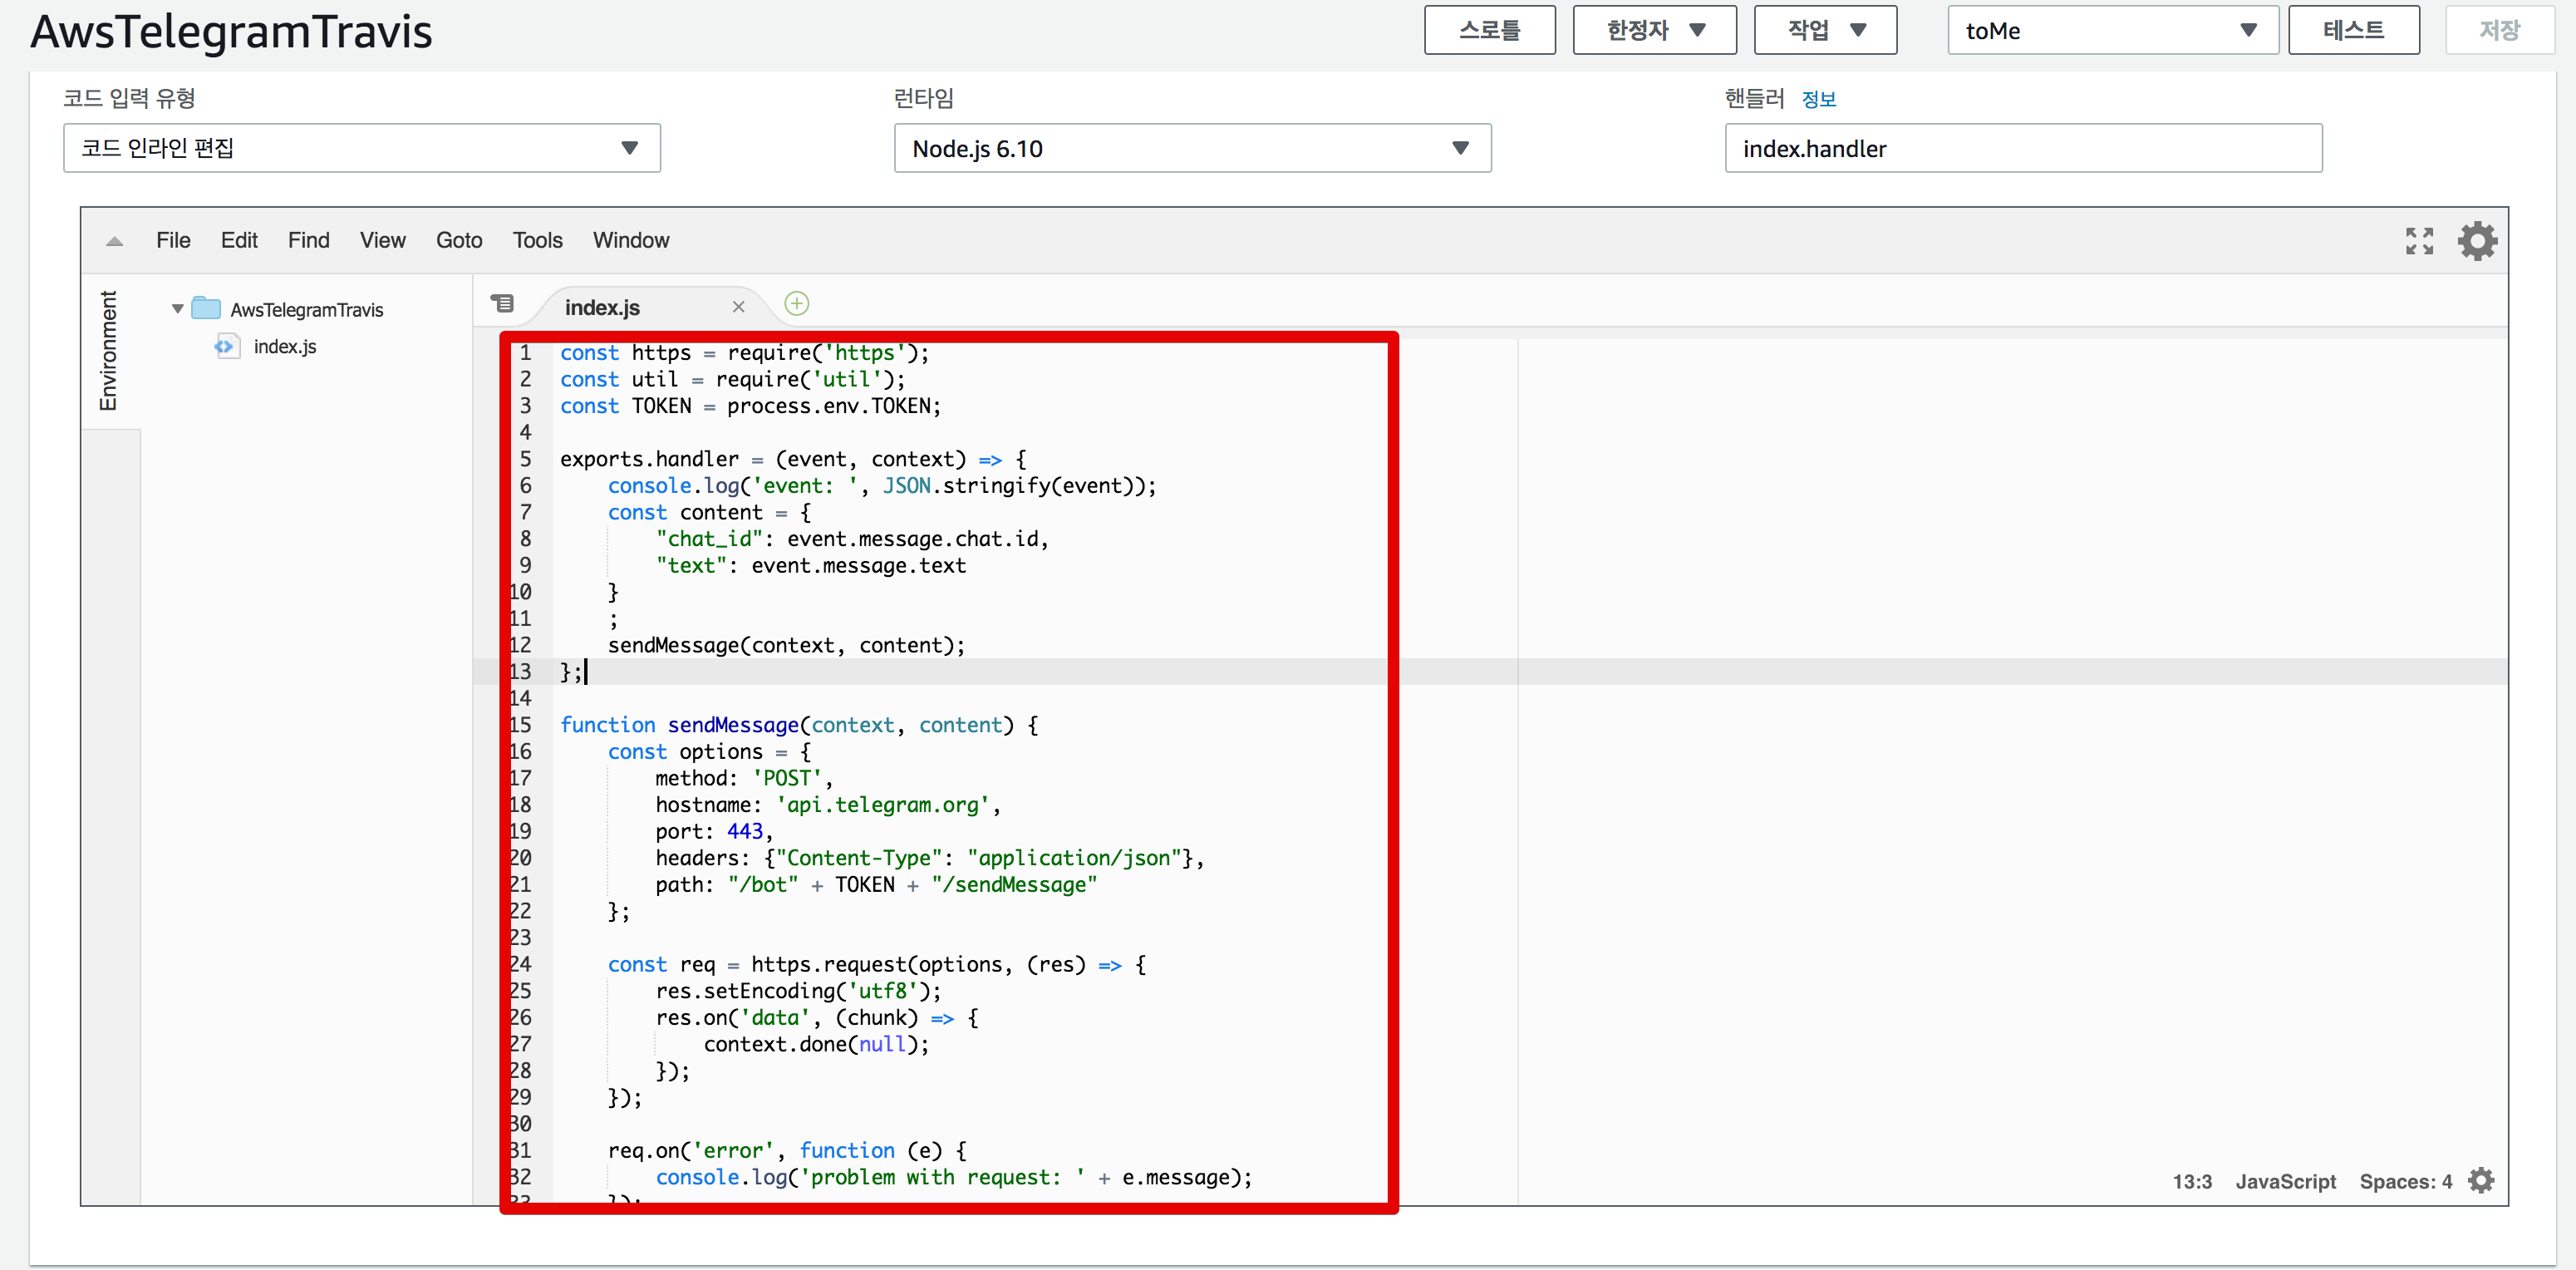 AwsTelegramTravis
스로틀 한정자 작업 toMe 테스트 저장
코드 입력 유형 런타임 핸들러 정보
코드 인라인 편집 Node.js 6.10 index.handler
File Edit Find View Goto Tools Window
Environment
AwsTelegramTravis
index.js
index.js
1 const https = require('https');
2 const util = require('util');
3 const TOKEN = process.env.TOKEN;
4
5 exports.handler = (event, context) => {
6 console.log('event: ', JSON.stringify(event));
7 const content = {
8 "chat_id": event.message.chat.id,
9 "text": event.message.text
10 }
11 ;
12 sendMessage(context, content);
13 };
14
15 function sendMessage(context, content) {
16 const options = {
17 method: 'POST',
18 hostname: 'api.telegram.org',
19 port: 443,
20 headers: {"Content-Type": "application/json"},
21 path: "/bot" + TOKEN + "/sendMessage"
22 };
23
24 const req = https.request(options, (res) => {
25 res.setEncoding('utf8');
26 res.on('data', (chunk) => {
27 context.done(null);
28 });
29 });
30
31 req.on('error', function (e) {
32 console.log('problem with request: ' + e.message);
33 });
13:3 JavaScript Spaces: 4